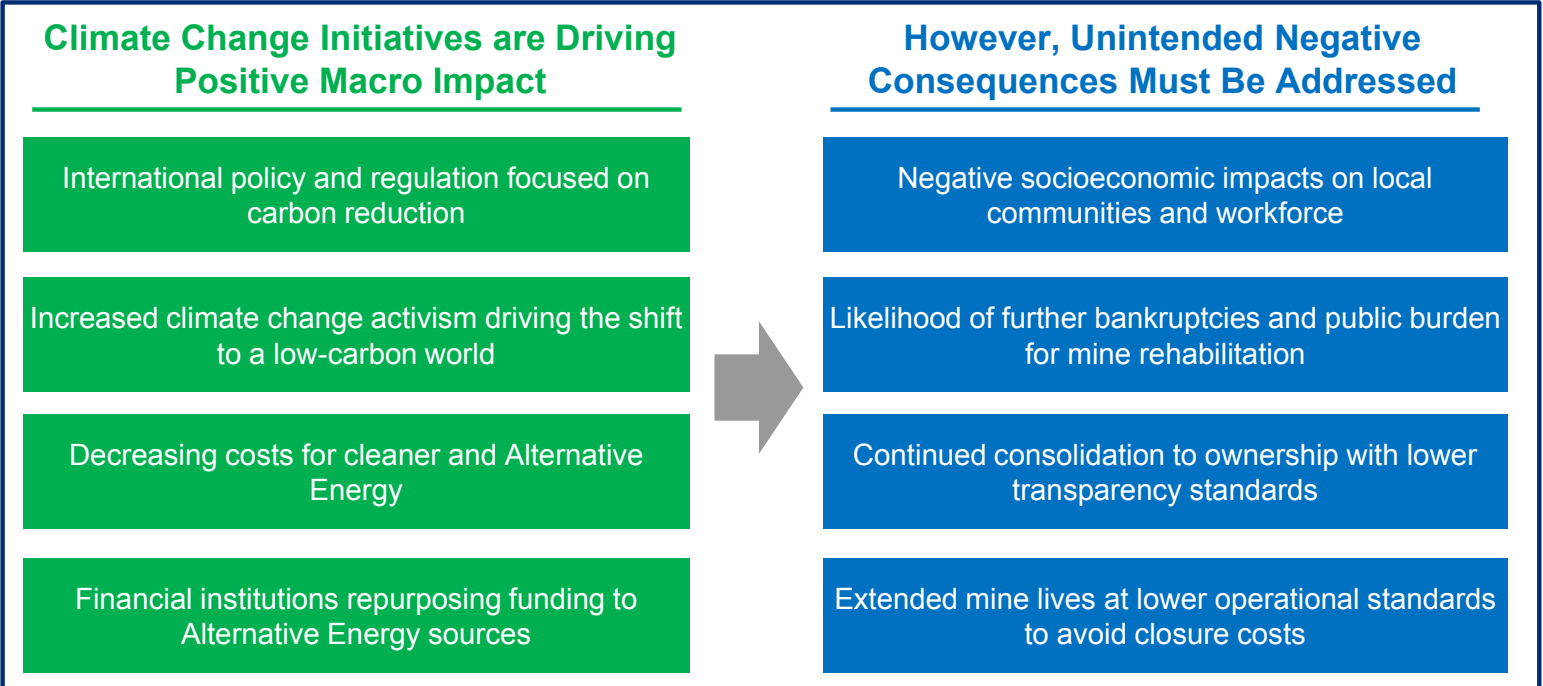 Climate Change Initiatives are Driving
Positive Macro Impact
International policy and regulation focused on
carbon reduction
Increased climate change activism driving the shift
to a low-carbon world
Decreasing costs for cleaner and Alternative
Energy
Financial institutions repurposing funding to
Alternative Energy sources
However, Unintended Negative
Consequences Must Be Addressed
Negative socioeconomic impacts on local
communities and workforce
Likelihood of further bankruptcies and public burden
for mine rehabilitation
Continued consolidation to ownership with lower
transparency standards
Extended mine lives at lower operational standards
to avoid closure costs